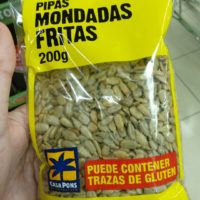 PIPAS
MONDADAS
FRITAS
200g
CASA PONS
PUEDE CONTENER
TRAZAS DE GLUTEN